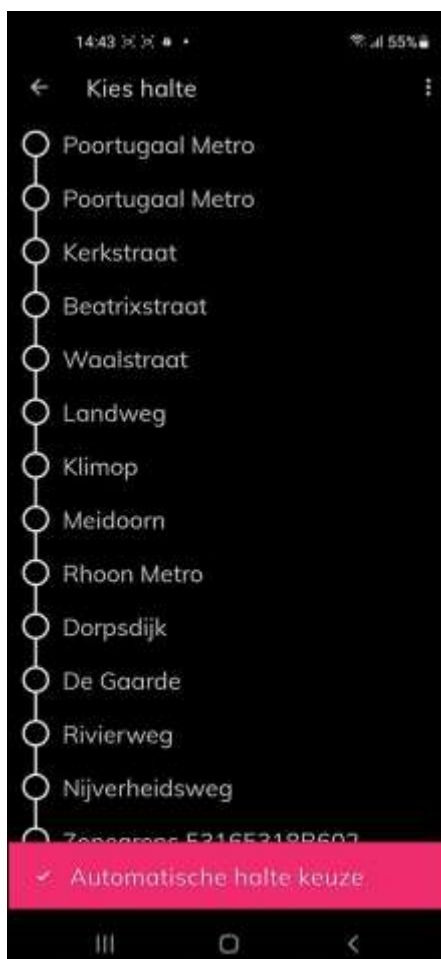 14:43
55%
Kies halte
Poortugaal Metro
Poortugaal Metro
Kerkstraat
Beatrixstraat
Waalstraat
Landweg
Klimop
Meidoorn
Rhoon Metro
Dorpsdijk
De Gaarde
Rivierweg
Nijverheidsweg
Automatische halte keuze